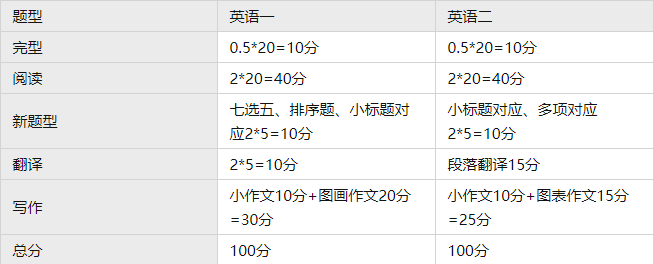 题型 英语一 英语二
完型 0.5*20=10分 0.5*20=10分
阅读 2*20=40分 2*20=40分
新题型 七选五、排序题、小标题对 小标题对应、多项对应
应2*5=10分 2*5=10分
翻译 2*5=10分 段落翻译15分
写作 小作文10分+图画作文20分 小作文10分+图表作文15分
=30分 =25分
总分 100分 100分